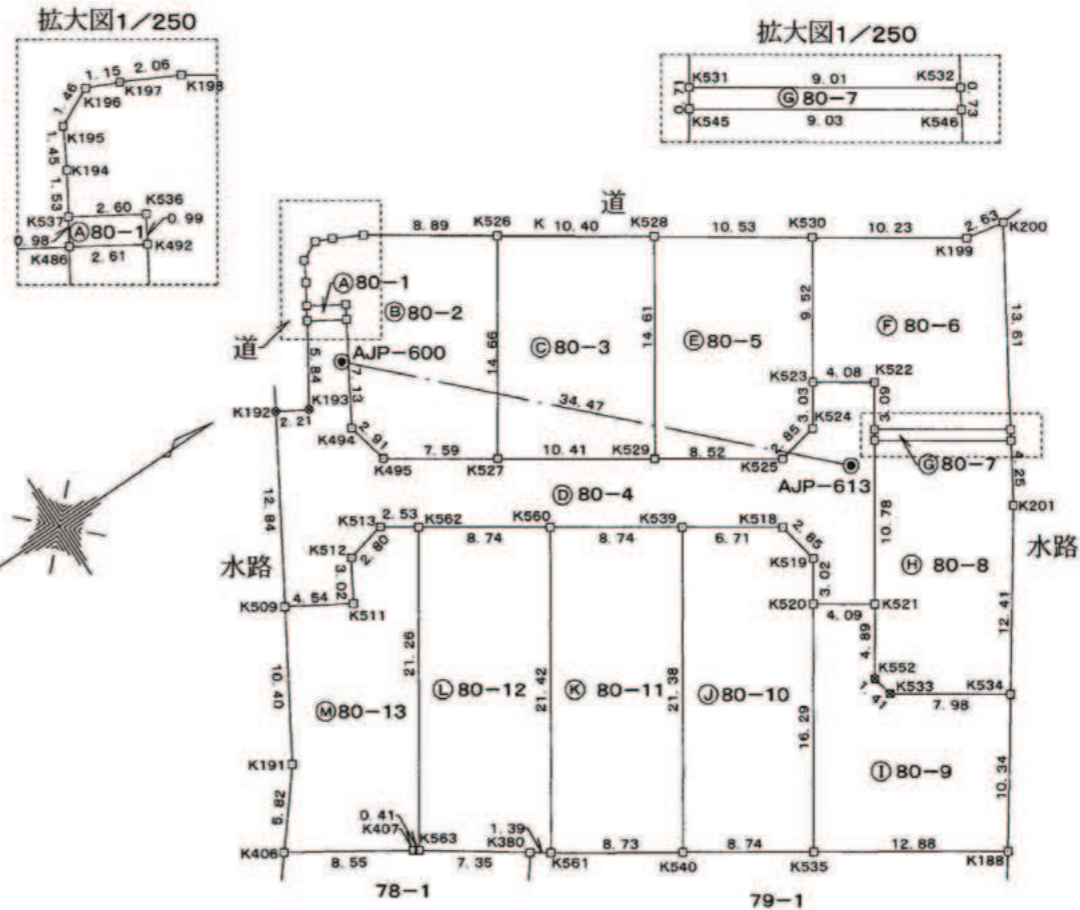 拡大図1/250
1.15 2.06
K196 K197 K198
1.46
K195
1.45
K194
1.53
K537 2.60 K536
0.98 Ⓐ80-1 0.99
K486 2.61 K492
拡大図1/250
K531 9.01 K532
0.71 Ⓖ80-7 0.73
K545 9.03 K546
道
8.89 K526 K 10.40 K528 10.53 K530 10.23 K199 2.63 K200
Ⓐ80-1
Ⓑ80-2
道
AJP-600
5.84
7.13
14.66
Ⓒ80-3
14.61
Ⓔ80-5
9.52
Ⓕ80-6
13.61
34.47
K523 4.08 K522
3.03
K524
3.09
K192 2.21 K193
K494 2.91
K495 7.59 K527 10.41 K529 8.52 K525 2.85
AJP-613
Ⓖ80-7
4.25
K201
Ⓓ80-4
12.84
水路
K513 2.53 K562 8.74 K560 8.74 K539 6.71 K518 2.85
K512 2.80
3.02
K511
K509 4.54
K519
3.02
K520 4.09 K521
10.78
Ⓗ80-8
水路
12.41
4.89
K552
1.41
K533 7.98 K534
10.40
Ⓜ80-13
21.26
Ⓛ80-12
21.42
Ⓚ80-11
21.38
Ⓙ80-10
16.29
Ⓘ80-9
10.34
K191
5.82
K406 8.55 K407 0.41 K563 7.35 K380 1.39 K561 8.73 K540 8.74 K535 12.88 K188
78-1
79-1